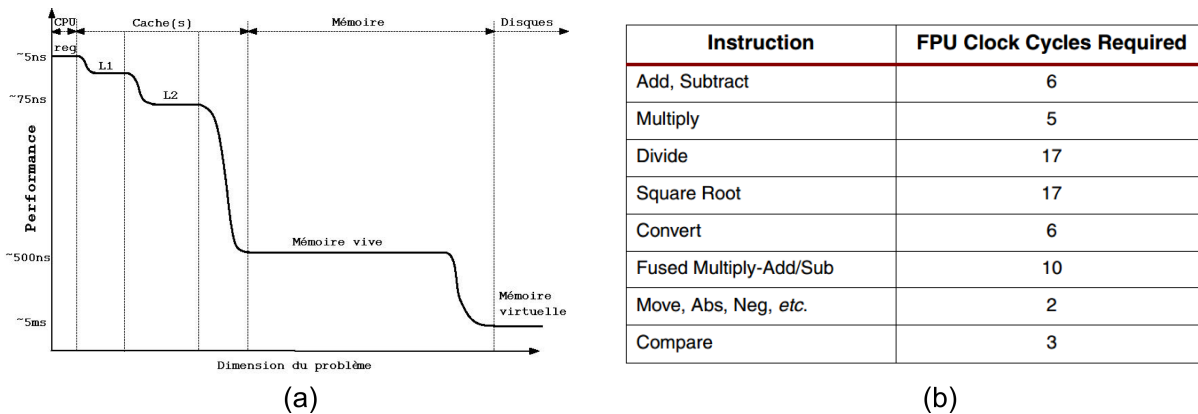 CPU Cache(s) Mémoire Disques
reg
~5ns
L1
L2
~75ns
Performance
Mémoire vive
~500ns
Mémoire
virtuelle
~5ms
Dimension du problème
(a)
Instruction FPU Clock Cycles Required
Add, Subtract 6
Multiply 5
Divide 17
Square Root 17
Convert 6
Fused Multiply-Add/Sub 10
Move, Abs, Neg, etc. 2
Compare 3
(b)